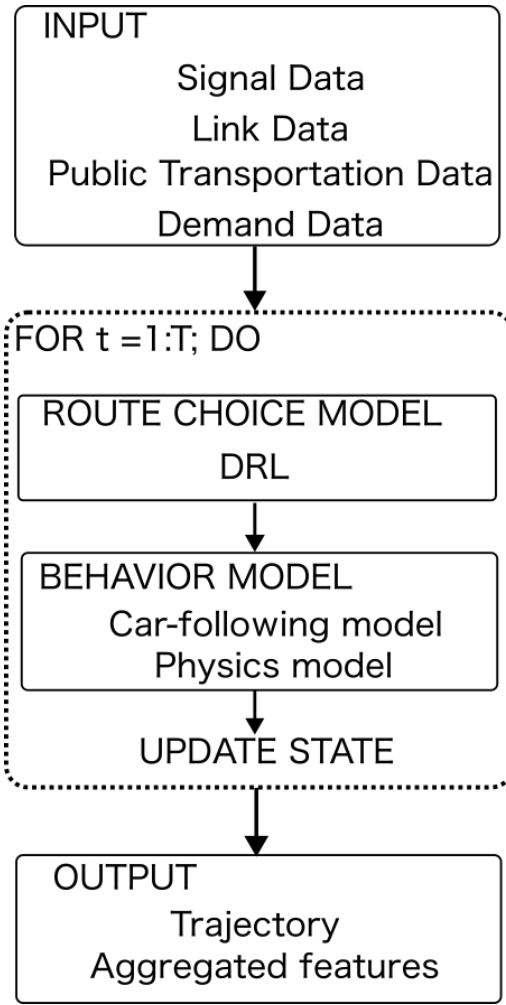 INPUT
Signal Data
Link Data
Public Transportation Data
Demand Data
FOR t =1:T; DO
ROUTE CHOICE MODEL
DRL
BEHAVIOR MODEL
Car-following model
Physics model
UPDATE STATE
OUTPUT
Trajectory
Aggregated features